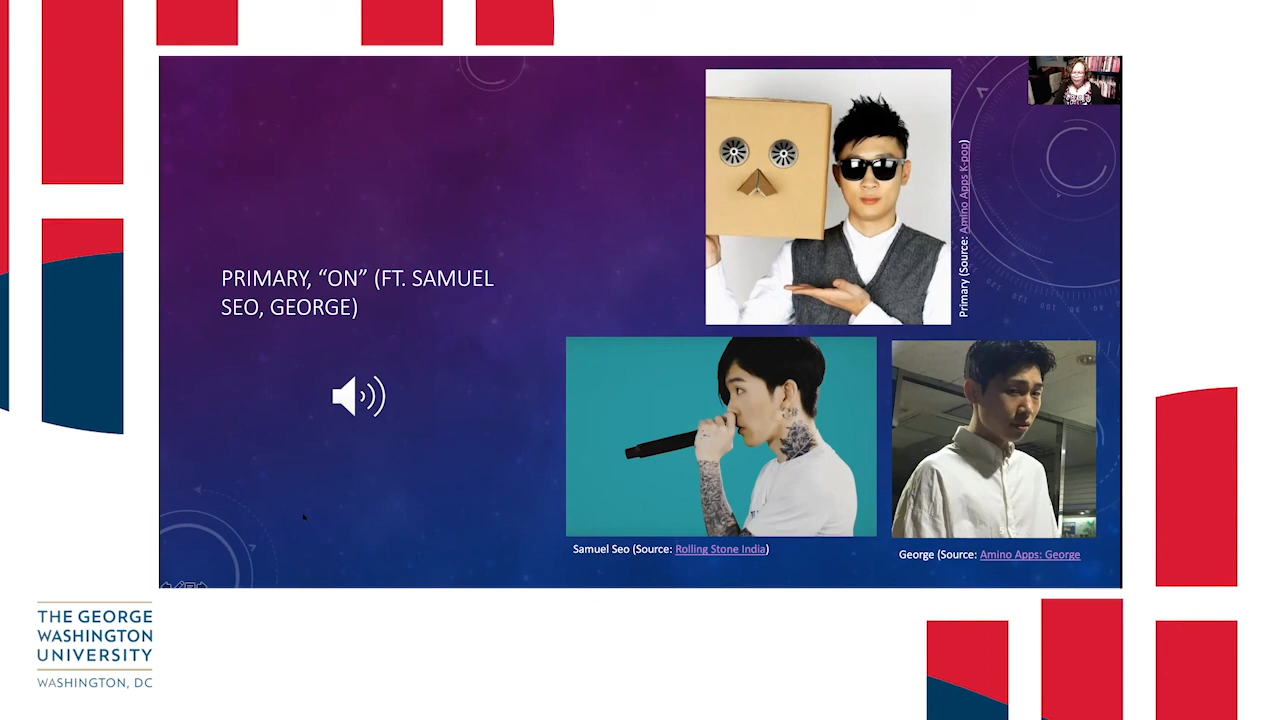 PRIMARY, “ON” (FT. SAMUEL
SEO, GEORGE)
Primary (Source: Amino Apps K-pop)
Samuel Seo (Source: Rolling Stone India)
George (Source: Amino Apps: George
THE GEORGE
WASHINGTON
UNIVERSITY
WASHINGTON, DC